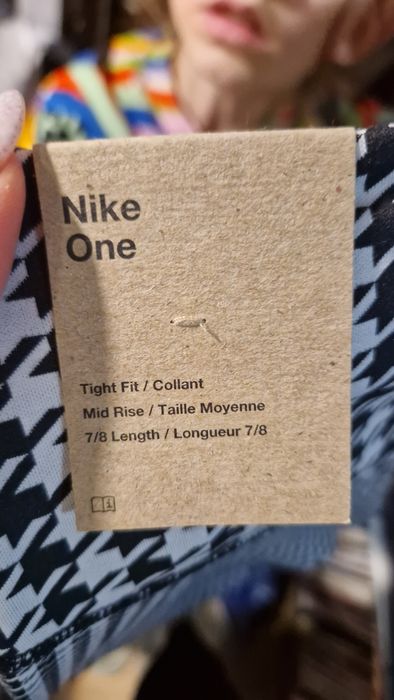 Nike
One
Tight Fit / Collant
Mid Rise / Taille Moyenne
7/8 Length / Longueur 7/8